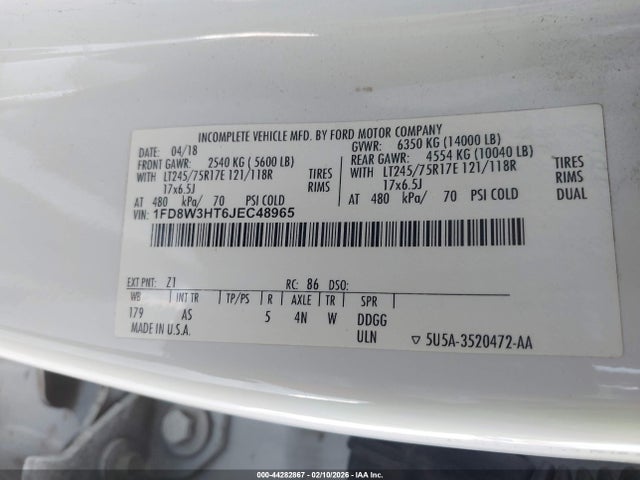 INCOMPLETE VEHICLE MFD. BY FORD MOTOR COMPANY
04/18 GVWR: 6350 KG (14000 LB)
FRONT GAWR: 2540 KG ( 5600 LB) REAR GAWR: 4554 KG (10040 LB)
WITH LT245/75R17E 121/118R TIRES WITH LT245/75R17E 121/118R TIRES
17x6.5J RIMS 17x6.5J RIMS
AT 480 kPa/ 70 PSI COLD AT 480 kPa/ 70 PSI COLD DUAL
VIN: 1FD8W3HT6JEC48965
EXT PNT: Z1 RC: 86 DSO:
WB INT TR TP/PS R AXLE TR SPR
179 AS 5 4N W DDGG
MADE IN U.S.A. ULN ▽ 5U5A-3520472-AA
000-44282867 - 02/10/2026 - IAA Inc.